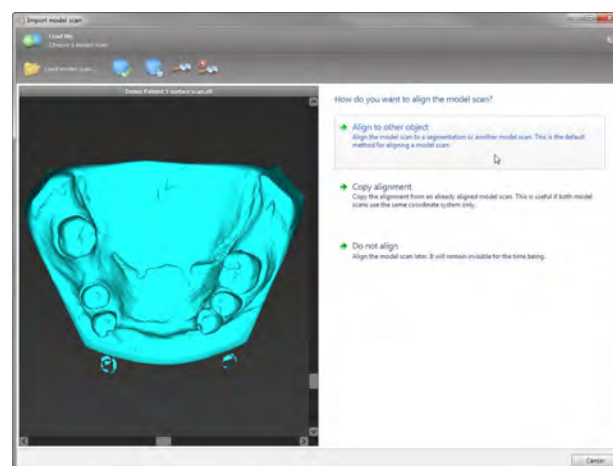 Import model scan
Load file
Choose a model scan
Load model scan...
Demo Patient 5 surface scan.stl
How do you want to align the model scan?
Align to other object
Align the model scan to a segmentation or another model scan. This is the default
method for aligning a model scan.
Copy alignment
Copy the alignment from an already aligned model scan. This is useful if both model
scans use the same coordinate system only.
Do not align
Align the model scan later. It will remain invisible for the time being.
Cancel